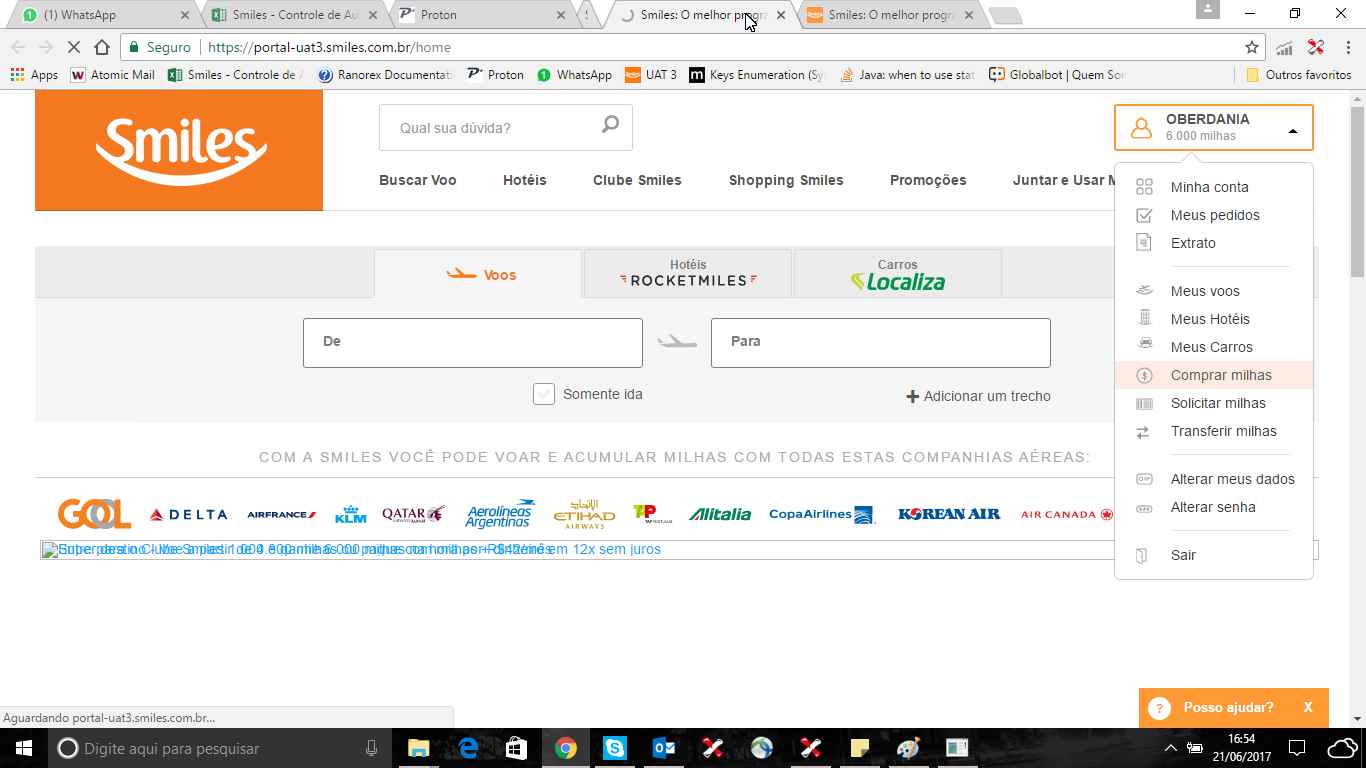 (1) WhatsApp
Smiles - Controle de Au
Proton
Smiles: O melhor progra
Smiles: O melhor progra
Seguro
https://portal-uat3.smiles.com.br/home
Apps
Atomic Mail
Smiles - Controle de A
Ranorex Documentati
Proton
WhatsApp
UAT 3
Keys Enumeration (Sy
Java: when to use stat
Globalbot | Quem Som
Outros favoritos
Smiles
Qual sua dúvida?
OBERDANIA
6.000 milhas
Buscar Voo
Hotéis
Clube Smiles
Shopping Smiles
Promoções
Juntar e Usar M
Minha conta
Meus pedidos
Extrato
Meus voos
Meus Hotéis
Meus Carros
Comprar milhas
Solicitar milhas
Transferir milhas
Alterar meus dados
Alterar senha
Sair
Voos
Hotéis
ROCKETMILES
Carros
Localiza
De
Para
Somente ida
Adicionar um trecho
COM A SMILES VOCÊ PODE VOAR E ACUMULAR MILHAS COM TODAS ESTAS COMPANHIAS AÉREAS:
GOL
DELTA
AIRFRANCE
KLM
QATAR
Aerolíneas
Argentinas
ETIHAD
AIRWAYS
TAP
Alitalia
CopaAirlines
KOREAN AIR
AIR CANADA
em 12x sem juros
Posso ajudar?
X
Aguardando portal-uat3.smiles.com.br...
Digite aqui para pesquisar
16:54
21/06/2017